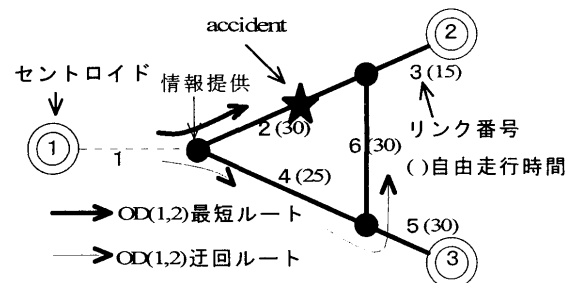 accident
2
セントロイド
情報提供
3 (15)
1
2 (30)
リンク番号
1
6 (30)
( )自由走行時間
4 (25)
OD(1,2)最短ルート
5 (30)
OD(1,2)迂回ルート
3